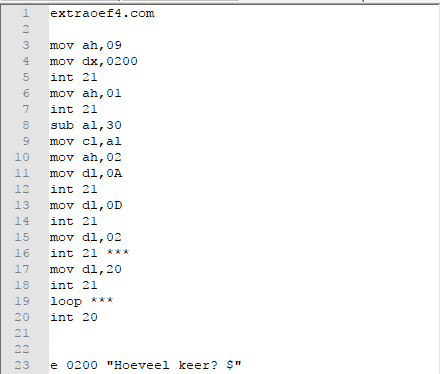 1 extraoef4.com
2
3 mov ah,09
4 mov dx,0200
5 int 21
6 mov ah,01
7 int 21
8 sub al,30
9 mov cl,al
10 mov ah,02
11 mov dl,0A
12 int 21
13 mov dl,0D
14 int 21
15 mov dl,02
16 int 21 ***
17 mov dl,20
18 int 21
19 loop ***
20 int 20
21
22
23 e 0200 "Hoeveel keer? $"